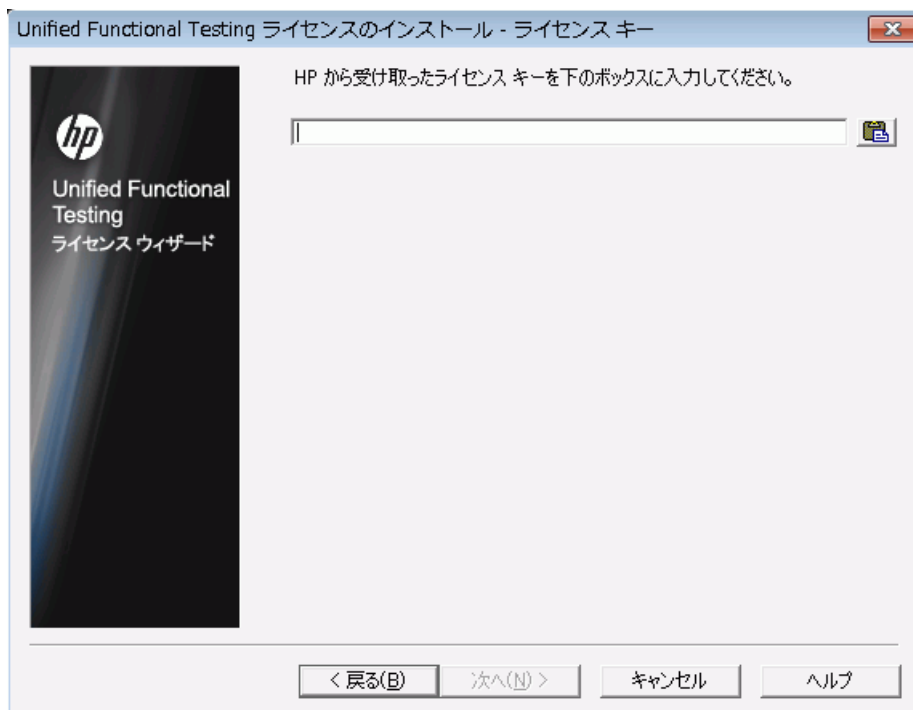 Unified Functional Testing ライセンスのインストール - ライセンス キー
HP から受け取ったライセンス キーを下のボックスに入力してください。
hp
Unified Functional
Testing
ライセンス ウィザード
< 戻る(B)
次へ(N) >
キャンセル
ヘルプ